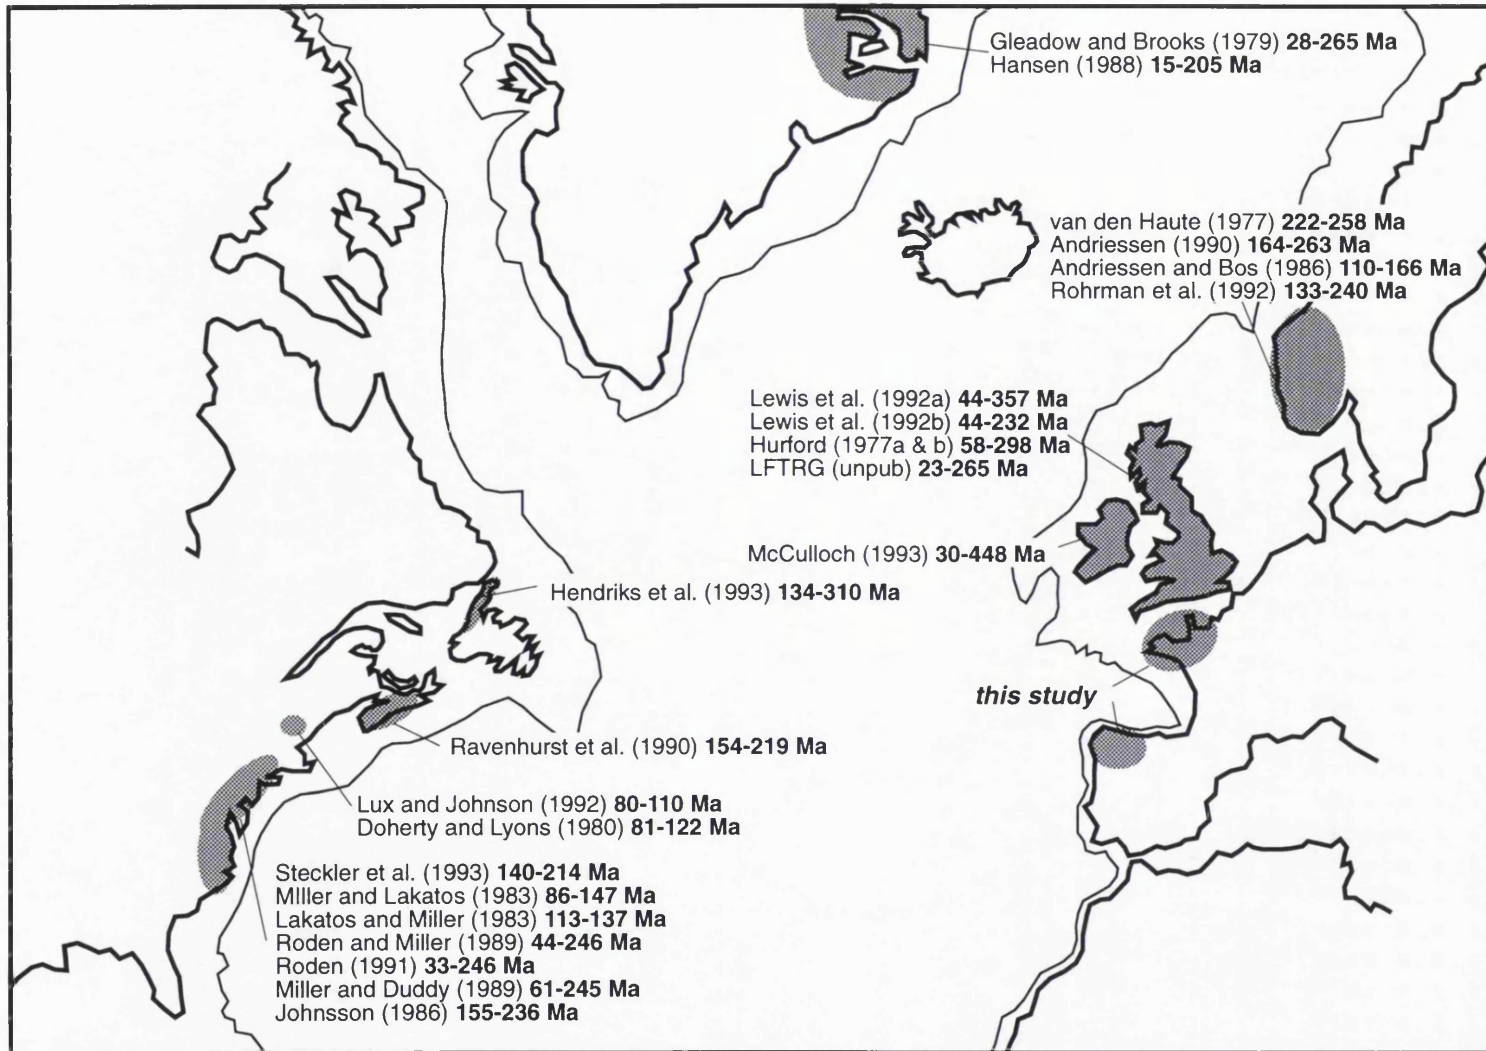 Gleadow and Brooks (1979) 28-265 Ma
Hansen (1988) 15-205 Ma
van den Haute (1977) 222-258 Ma
Andriessen (1990) 164-263 Ma
Andriessen and Bos (1986) 110-166 Ma
Rohrman et al. (1992) 133-240 Ma
Lewis et al. (1992a) 44-357 Ma
Lewis et al. (1992b) 44-232 Ma
Hurford (1977a & b) 58-298 Ma
LFTRG (unpub) 23-265 Ma
McCulloch (1993) 30-448 Ma
Hendriks et al. (1993) 134-310 Ma
this study
Ravenhurst et al. (1990) 154-219 Ma
Lux and Johnson (1992) 80-110 Ma
Doherty and Lyons (1980) 81-122 Ma
Steckler et al. (1993) 140-214 Ma
MIller and Lakatos (1983) 86-147 Ma
Lakatos and Miller (1983) 113-137 Ma
Roden and Miller (1989) 44-246 Ma
Roden (1991) 33-246 Ma
Miller and Duddy (1989) 61-245 Ma
Johnsson (1986) 155-236 Ma